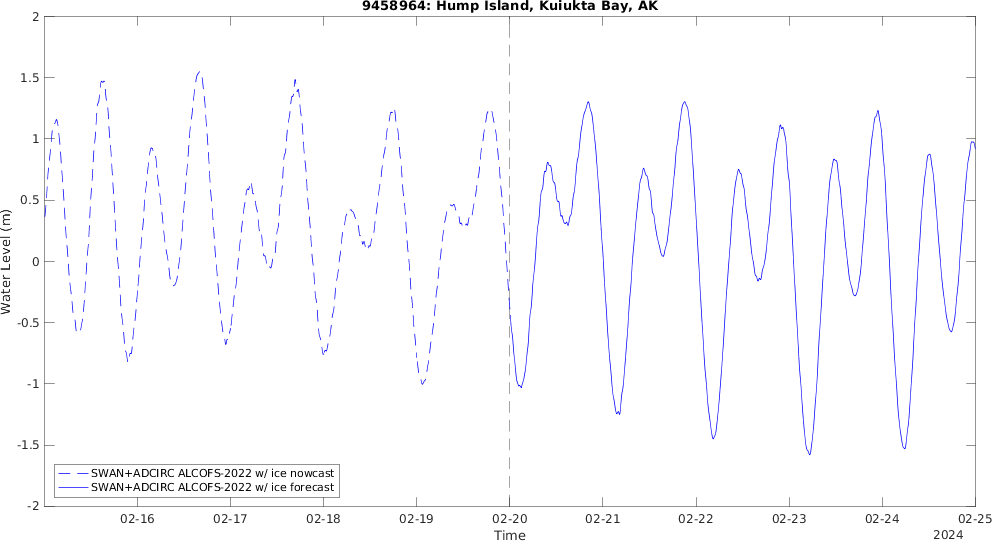 9458964: Hump Island, Kuiukta Bay, AK
2
1.5
1
0.5
0
-0.5
-1
-1.5
-2
Water Level (m)
SWAN+ADCIRC ALCOFS-2022 w/ ice nowcast
SWAN+ADCIRC ALCOFS-2022 w/ ice forecast
02-16 02-17 02-18 02-19 02-20 02-21 02-22 02-23 02-24 02-25
Time
2024